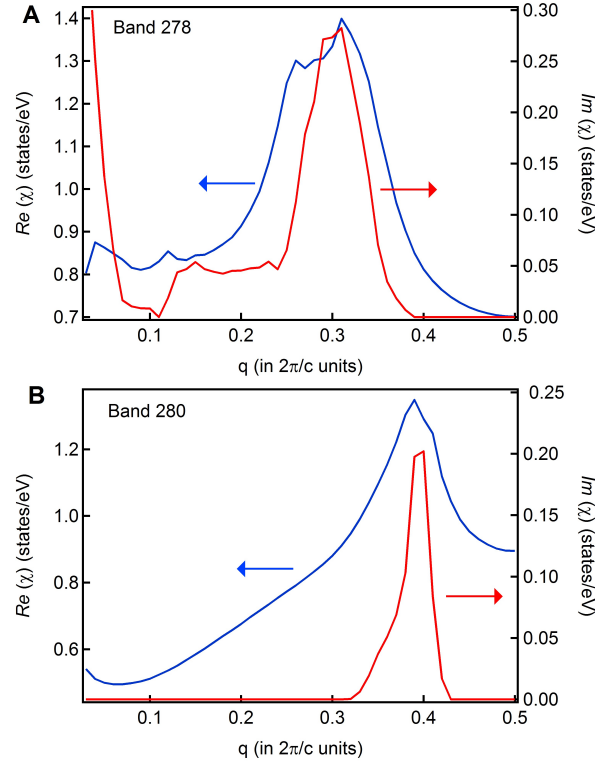 A
Band 278
1.4
1.3
1.2
1.1
1.0
0.9
0.8
0.7
Re (χ) (states/eV)
0.30
0.25
0.20
0.15
0.10
0.05
0.00
Im (χ) (states/eV)
0.1 0.2 0.3 0.4 0.5
q (in 2π/c units)
B
Band 280
1.2
1.0
0.8
0.6
Re (χ) (states/eV)
0.25
0.20
0.15
0.10
0.05
0.00
Im (χ) (states/eV)
0.1 0.2 0.3 0.4 0.5
q (in 2π/c units)